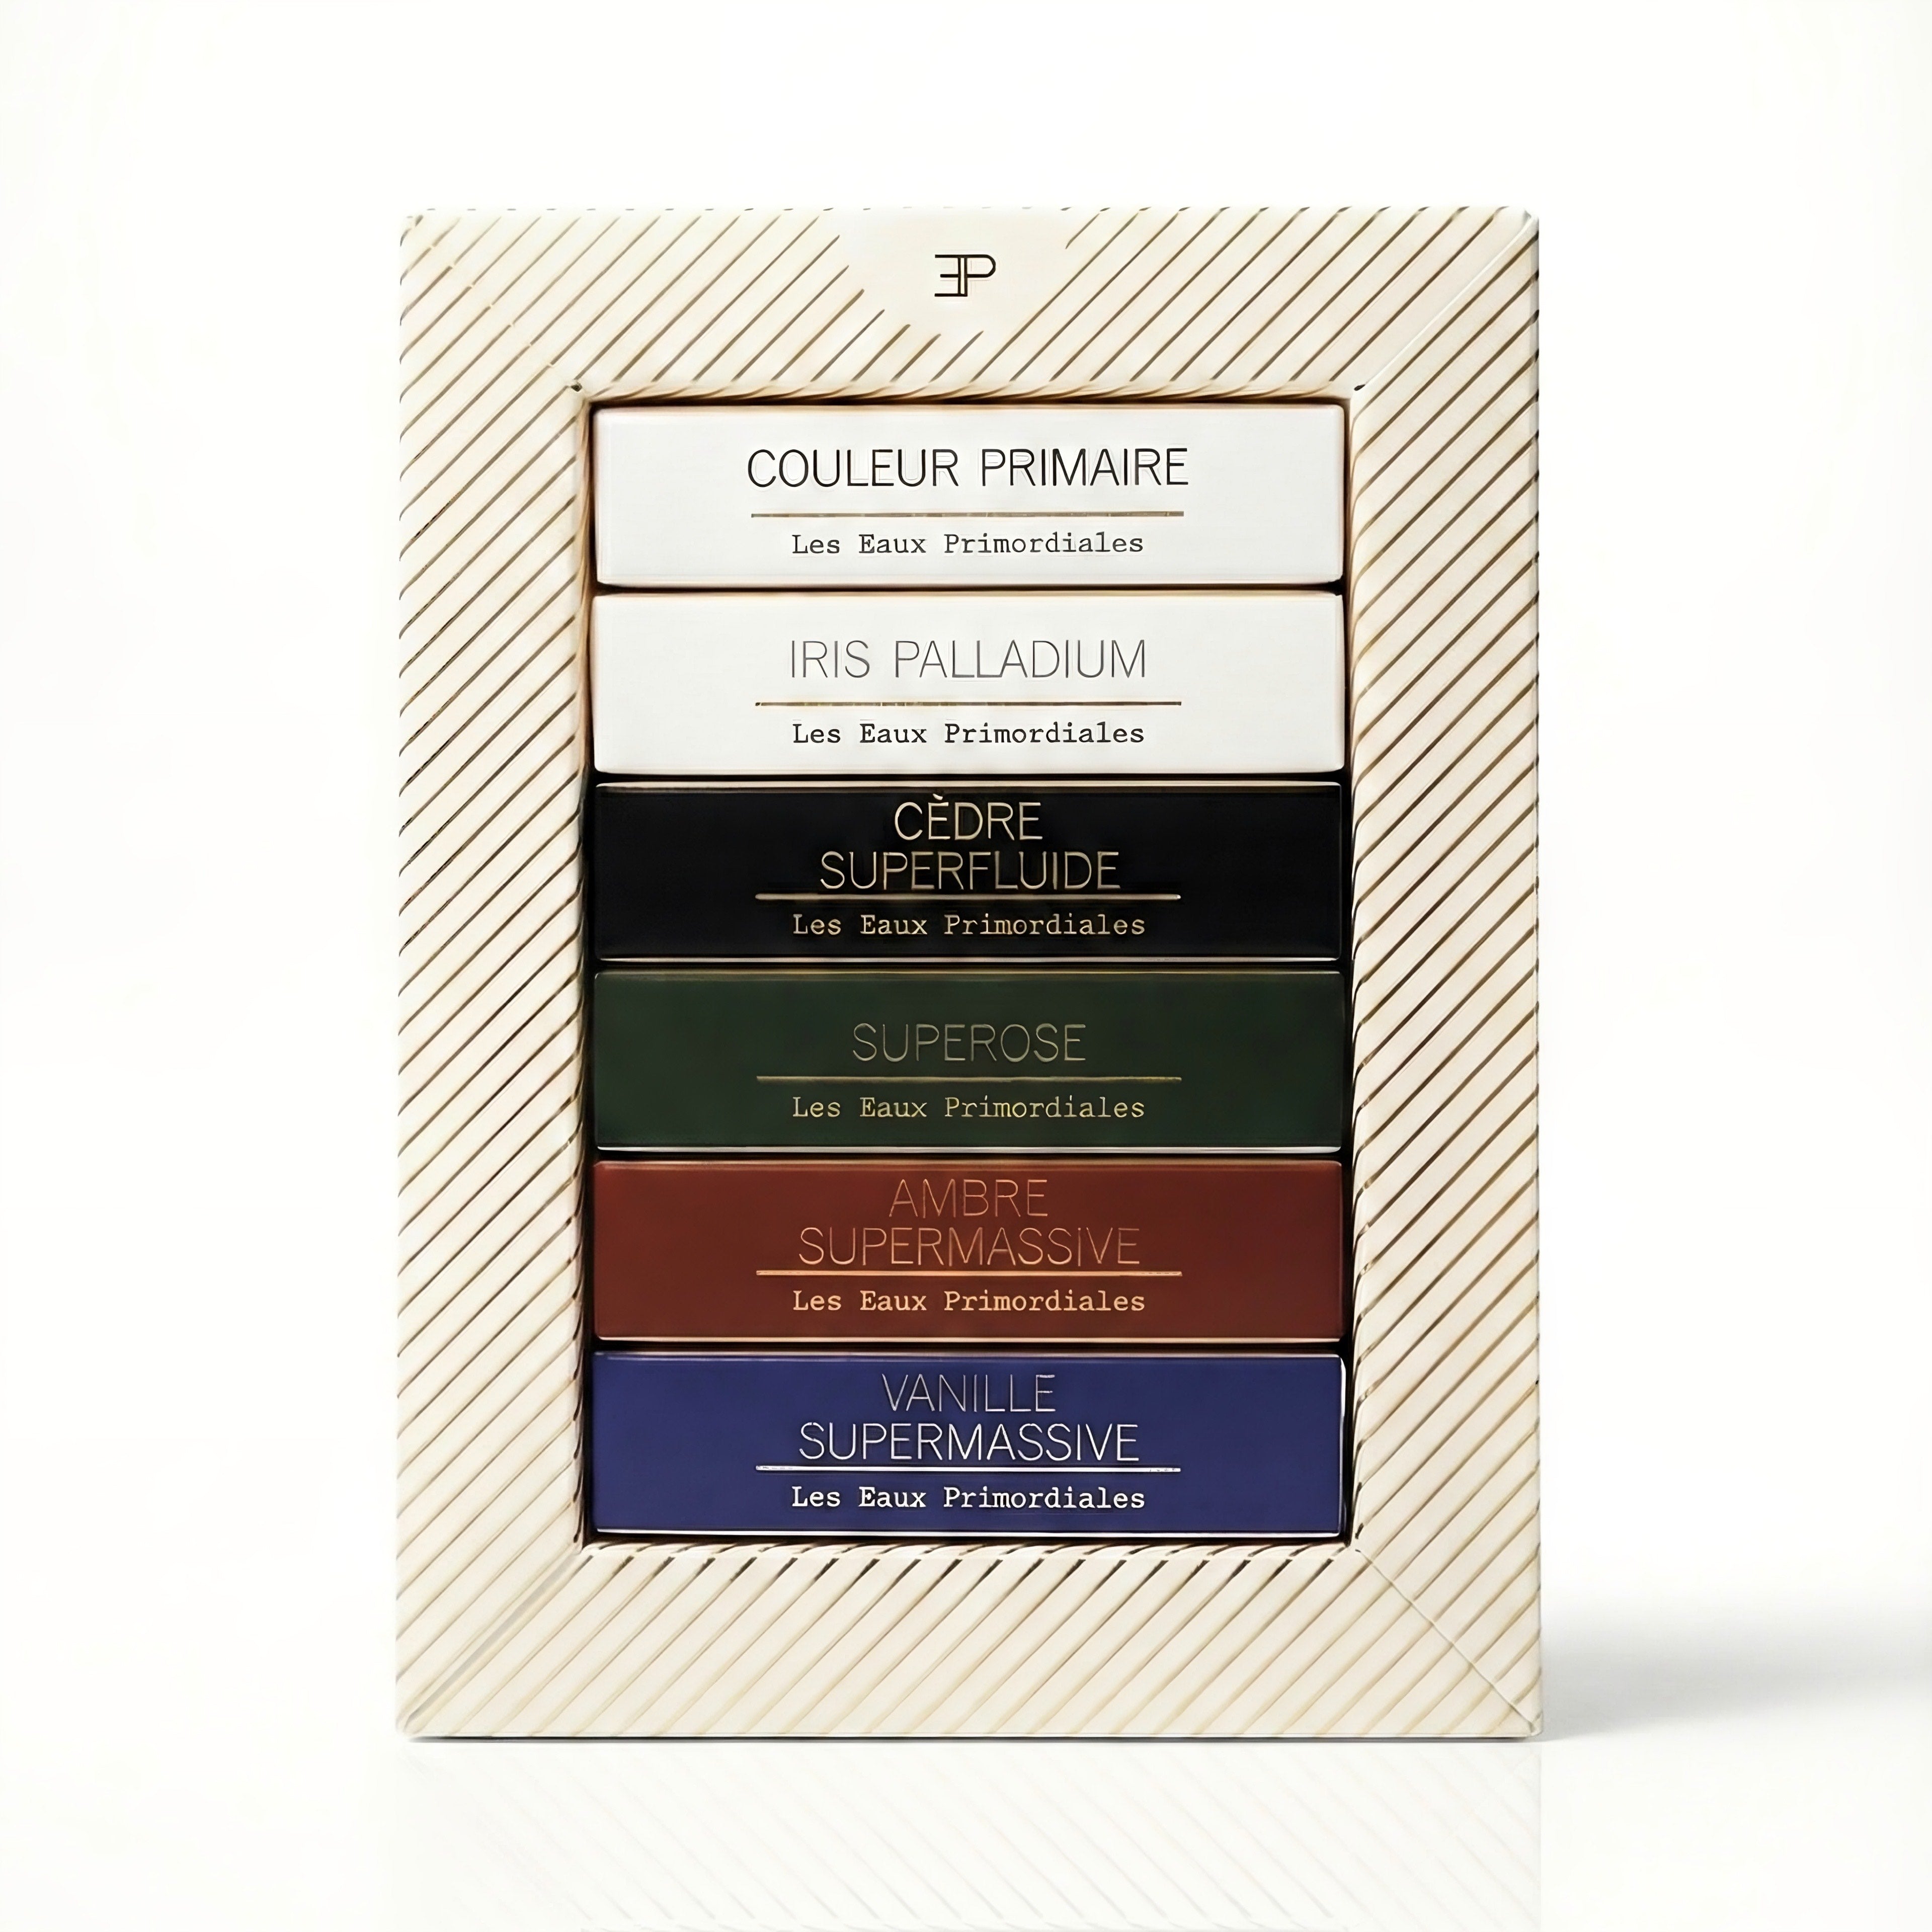 EP
COULEUR PRIMAIRE
Les Eaux Primordiales
IRIS PALLADIUM
Les Eaux Primordiales
CÈDRE
SUPERFLUIDE
Les Eaux Primordiales
SUPEROSE
Les Eaux Primordiales
AMBRE
SUPERMASSIVE
Les Eaux Primordiales
VANILLE
SUPERMASSIVE
Les Eaux Primordiales